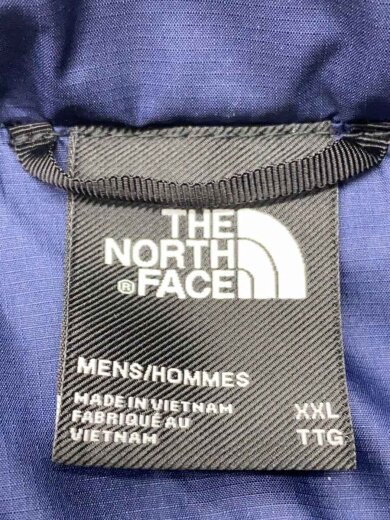 THE
NORTH
® FACE
MENS/HOMMES
MADE IN VIETNAM XXL
FABRIQUÉ AU
VIETNAM TTG